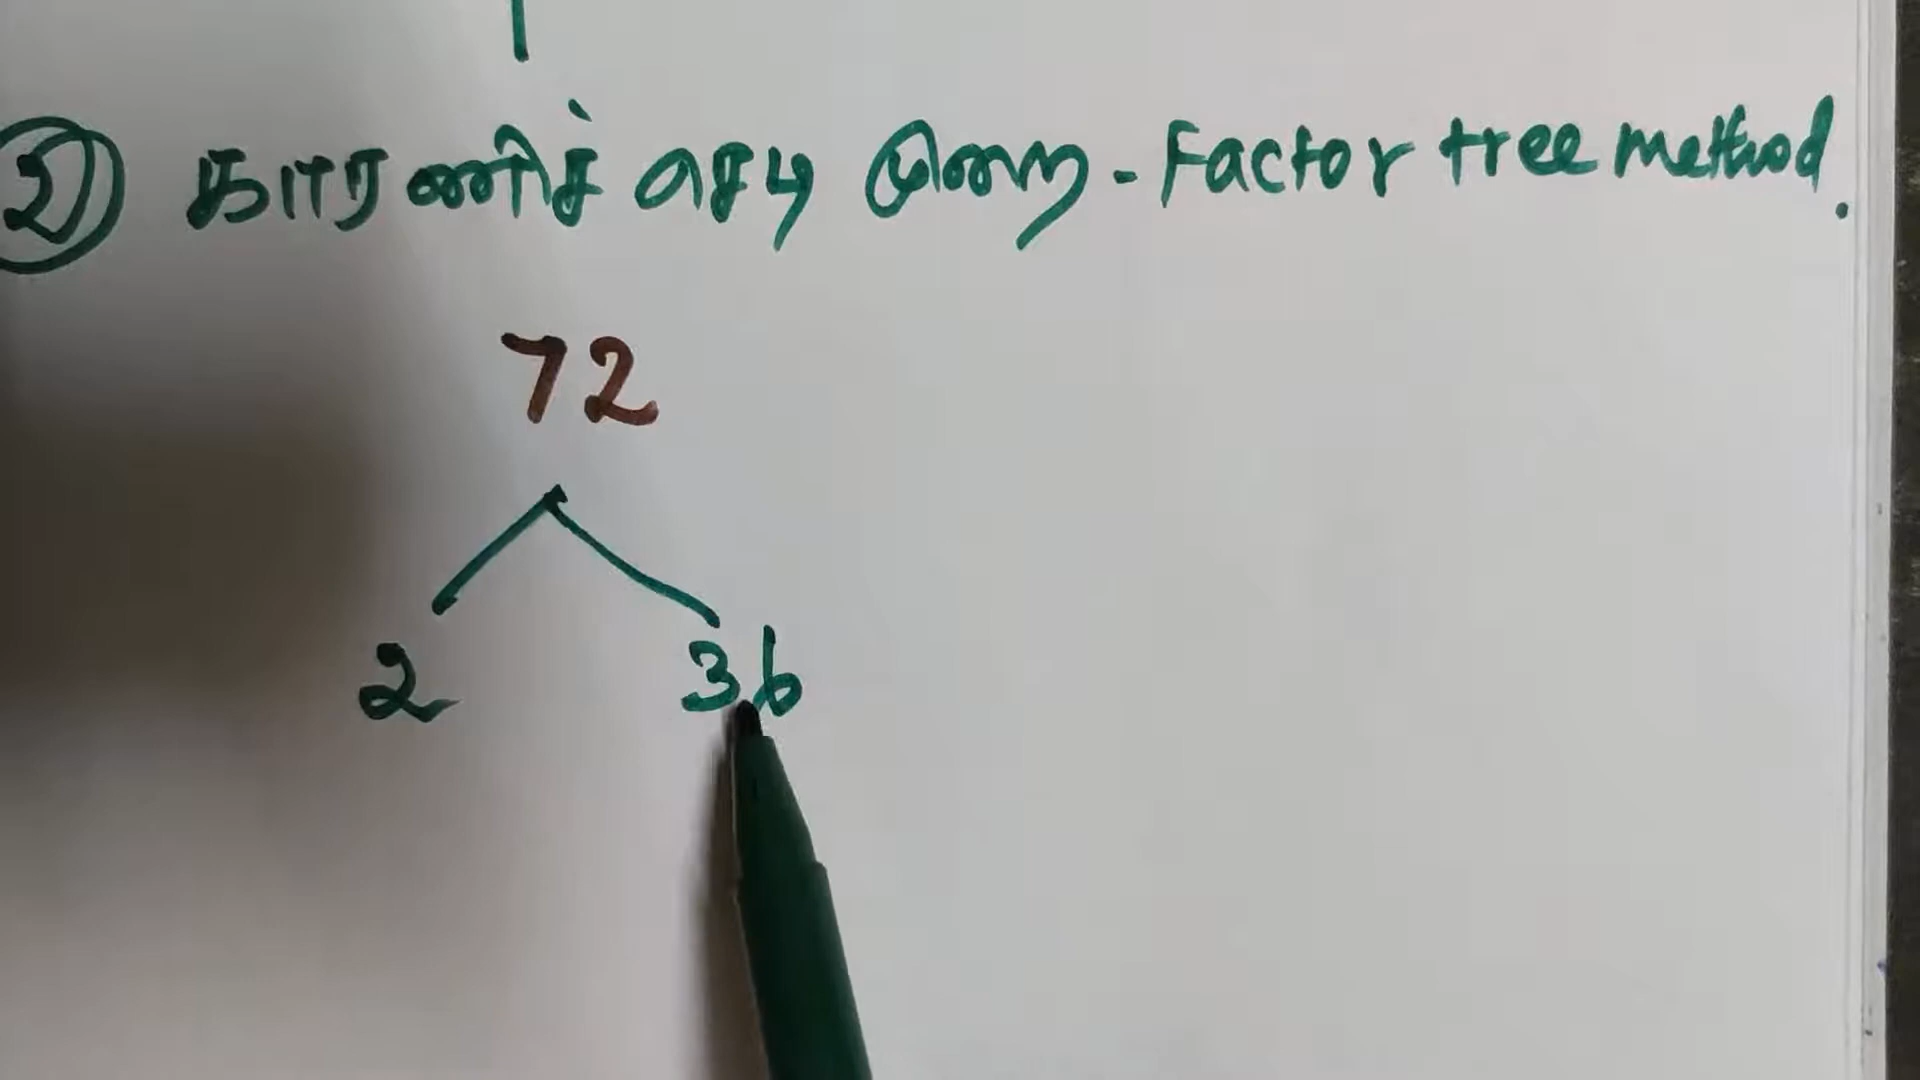 2) காரணிச் செடி முறை - Factor tree method.
72
2 36